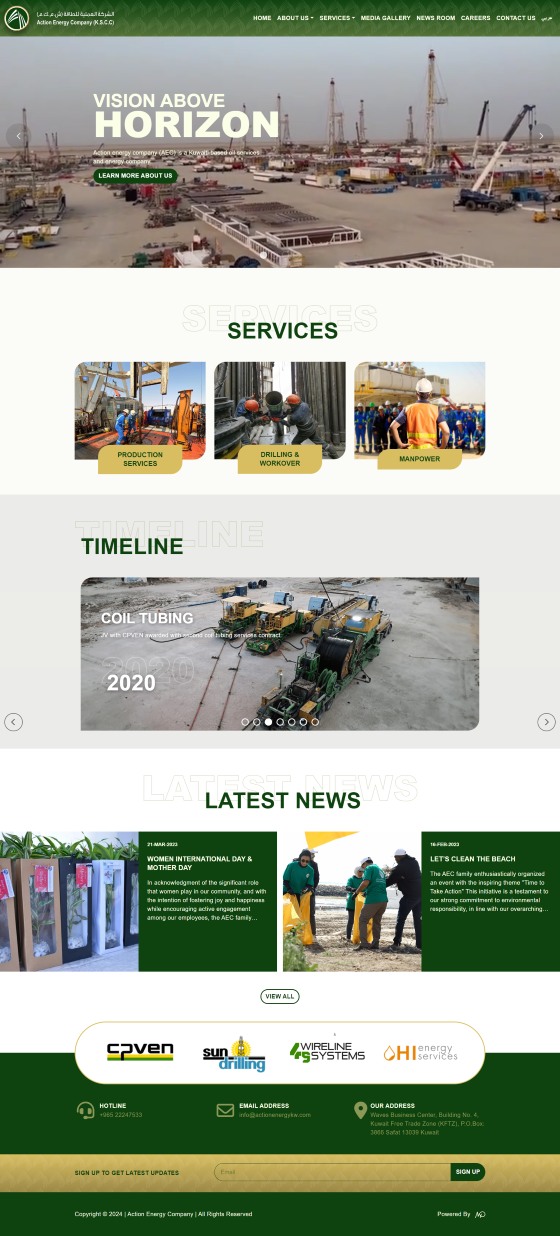 الشركة العملية للطاقة (ش.م.ك.م)
Action Energy Company (K.S.C.C)
HOME ABOUT US SERVICES MEDIA GALLERY NEWS ROOM CAREERS CONTACT US عربي
VISION ABOVE
HORIZON
Action energy company (AEC) is a Kuwaiti based oil services
and energy company.
LEARN MORE ABOUT US
SERVICES
SERVICES
PRODUCTION
SERVICES
DRILLING &
WORKOVER
MANPOWER
TIMELINE
TIMELINE
COIL TUBING
JV with CPVEN awarded with second coil tubing services contract.
2020
2020
LATEST NEWS
LATEST NEWS
21-MAR-2023
WOMEN INTERNATIONAL DAY &
MOTHER DAY
In acknowledgment of the significant role
that women play in our community, and with
the intention of fostering joy and happiness
while encouraging active engagement
among our employees, the AEC family…
16-FEB-2023
LET'S CLEAN THE BEACH
The AEC family enthusiastically organized
an event with the inspiring theme "Time to
Take Action" This initiative is a testament to
our strong commitment to environmental
responsibility, in line with our overarching…
VIEW ALL
cpven
sun
drilling
WIRELINE
SYSTEMS
OHI energy
services
HOTLINE
+965 22247533
EMAIL ADDRESS
info@actionenergykw.com
OUR ADDRESS
Waves Business Center, Building No. 4,
Kuwait Free Trade Zone (KFTZ), P.O.Box:
3866 Safat 13039 Kuwait
SIGN UP TO GET LATEST UPDATES
Email
SIGN UP
Copyright © 2024 | Action Energy Company | All Rights Reserved
Powered By